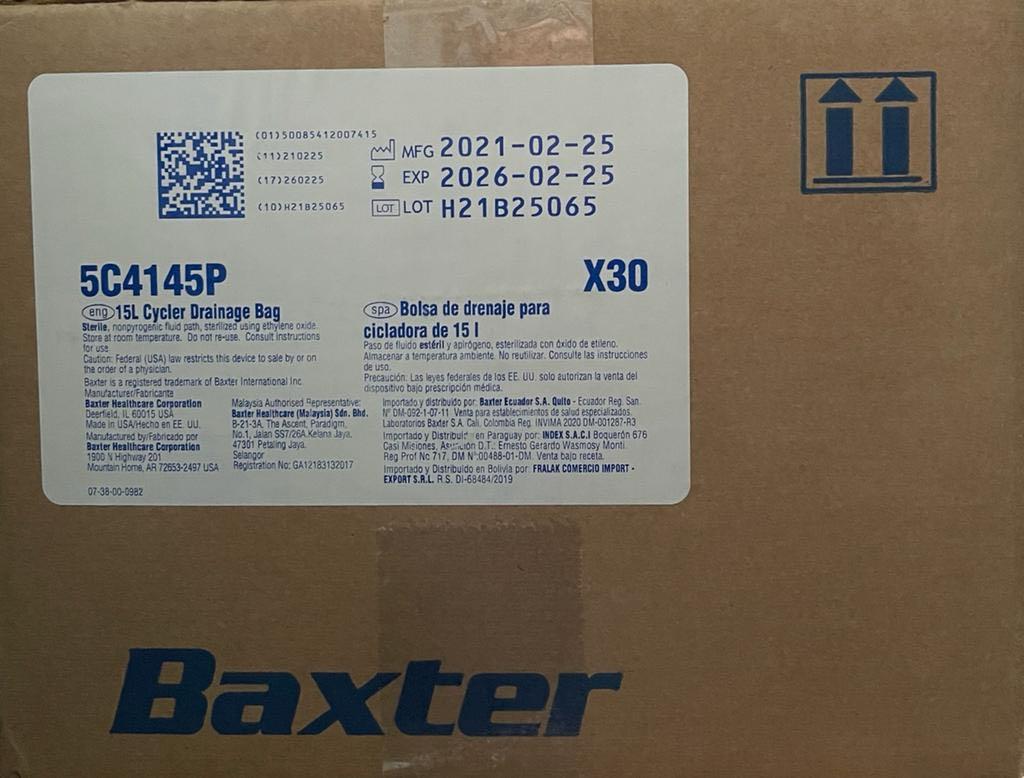 (01)50085412007415
(11)210225
(17)260225
(10)H21B25065
MFG 2021-02-25
EXP 2026-02-25
LOT LOT H21B25065
5C4145P
X30
eng 15L Cycler Drainage Bag
Sterile, nonpyrogenic fluid path, sterilized using ethylene oxide.
Store at room temperature. Do not re-use. Consult instructions
for use.
Caution: Federal (USA) law restricts this device to sale by or on
the order of a physician.
Baxter is a registered trademark of Baxter International Inc.
Manufacturer/Fabricante
Baxter Healthcare Corporation
Deerfield, IL 60015 USA
Made in USA/Hecho en EE. UU.
Manufactured by/Fabricado por
Baxter Healthcare Corporation
1900 N Highway 201
Mountain Home, AR 72653-2497 USA
07-38-00-0982
Malaysia Authorised Representative:
Baxter Healthcare (Malaysia) Sdn. Bhd.
B-21-3A, The Ascent, Paradigm,
No.1, Jalan SS7/26A,Kelana Jaya,
47301 Petaling Jaya,
Selangor
Registration No: GA12183132017
spa Bolsa de drenaje para
cicladora de 15 l
Paso de fluido estéril y apirógeno, esterilizada con óxido de etileno.
Almacenar a temperatura ambiente. No reutilizar. Consulte las instrucciones
de uso.
Precaución: Las leyes federales de los EE. UU. solo autorizan la venta del
dispositivo bajo prescripción médica.
Importado y distribuido por: Baxter Ecuador S.A. Quito - Ecuador Reg. San.
N° DM-092-1-07-11 Venta para establecimientos de salud especializados.
Laboratorios Baxter S.A. Cali, Colombia Reg. INVIMA 2020 DM-001287-R3
Importado y en Paraguay por: INDEX S.A.C.I Boquerón 676
Casi Misiones, D.T.: Ernesto Gerardo Wasmosy Monti.
Reg Prof No 717, DM N°:00488-01-DM. Venta bajo receta.
Importado y Distribuido en Bolivia por: FRALAK COMERCIO IMPORT -
EXPORT S.R.L. R.S. DI-68484/2019
Baxter